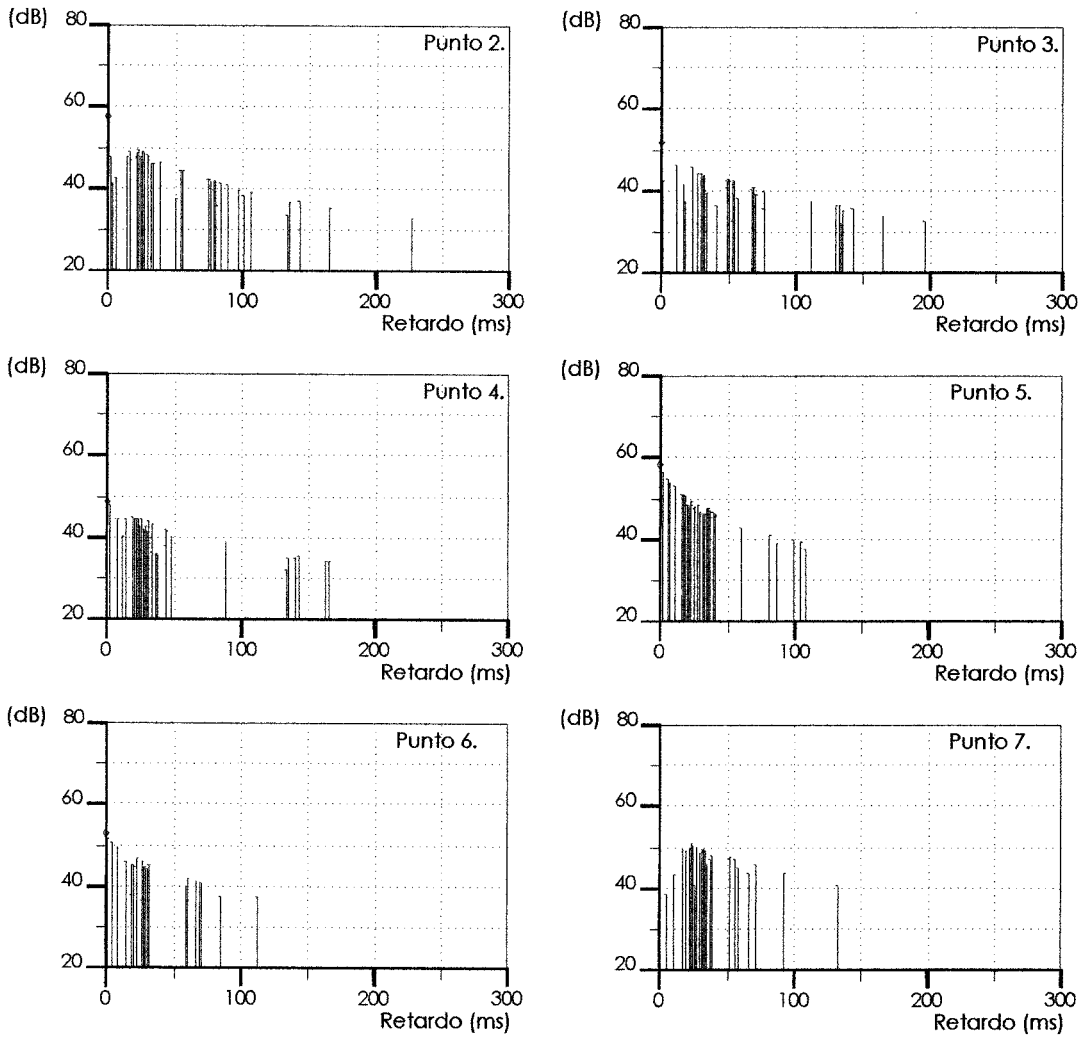 (dB) 80
Punto 2.
60
40
20
0 100 200 300
Retardo (ms)
(dB) 80
Punto 3.
60
40
20
0 100 200 300
Retardo (ms)
(dB) 80
Punto 4.
60
40
20
0 100 200 300
Retardo (ms)
(dB) 80
Punto 5.
60
40
20
0 100 200 300
Retardo (ms)
(dB) 80
Punto 6.
60
40
20
0 100 200 300
Retardo (ms)
(dB) 80
Punto 7.
60
40
20
0 100 200 300
Retardo (ms)